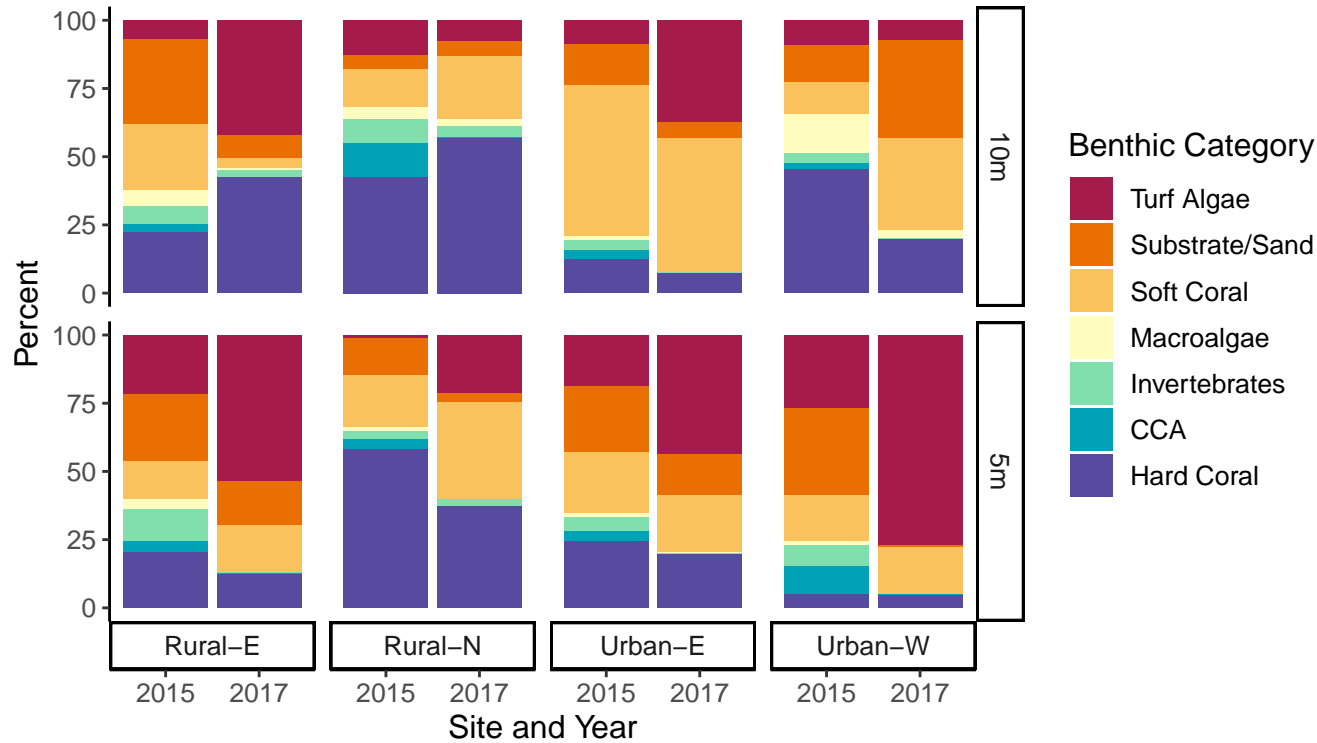 100
75
50
25
0
10m
100
75
50
25
0
5m
Percent
Rural−E
Rural−N
Urban−E
Urban−W
2015
2017
2015
2017
2015
2017
2015
2017
Site and Year
Benthic Category
Turf Algae
Substrate/Sand
Soft Coral
Macroalgae
Invertebrates
CCA
Hard Coral